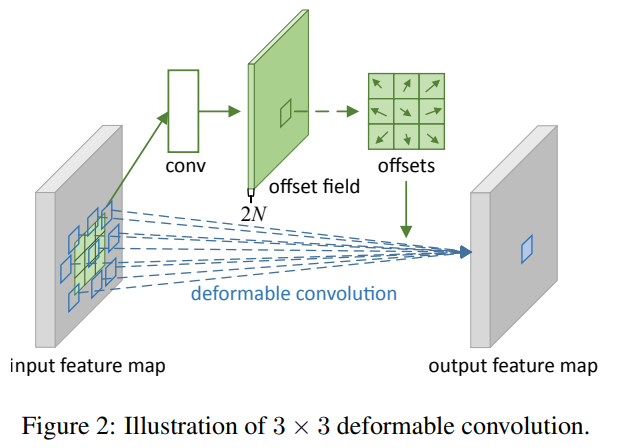 conv
offset field
2N
offsets
deformable convolution
input feature map
output feature map
Figure 2: Illustration of 3 × 3 deformable convolution.